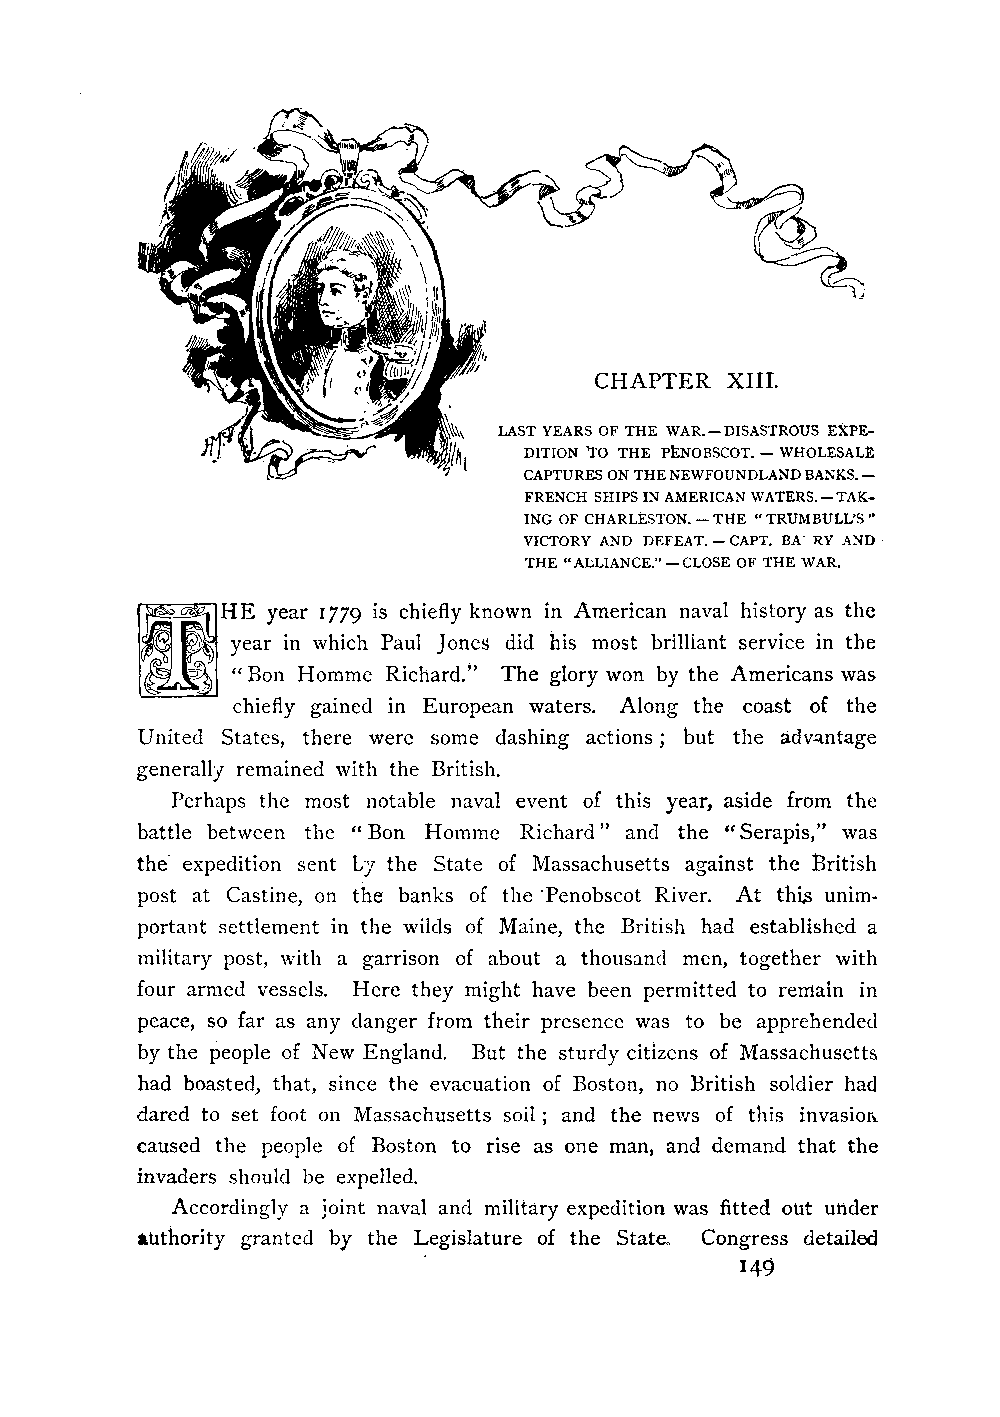 CHAPTER XIII.
LAST YEARS OF THE WAR.—DISASTROUS EXPE-
DITION TO THE PENOBSCOT. — WHOLESALE
CAPTURES ON THE NEWFOUNDLAND BANKS. —
FRENCH SHIPS IN AMERICAN WATERS.—TAK-
ING OF CHARLESTON. — THE “TRUMBULL'S”
VICTORY AND DEFEAT. — CAPT. BA RY AND
THE “ALLIANCE.”—CLOSE OF THE WAR.
THE year 1779 is chiefly known in American naval history as the
year in which Paul Jones did his most brilliant service in the
“Bon Homme Richard.” The glory won by the Americans was
chiefly gained in European waters. Along the coast of the
United States, there were some dashing actions; but the advantage
generally remained with the British.
Perhaps the most notable naval event of this year, aside from the
battle between the “Bon Homme Richard” and the “Serapis,” was
the expedition sent by the State of Massachusetts against the British
post at Castine, on the banks of the Penobscot River. At this unim-
portant settlement in the wilds of Maine, the British had established a
military post, with a garrison of about a thousand men, together with
four armed vessels. Here they might have been permitted to remain in
peace, so far as any danger from their presence was to be apprehended
by the people of New England. But the sturdy citizens of Massachusetts
had boasted, that, since the evacuation of Boston, no British soldier had
dared to set foot on Massachusetts soil; and the news of this invasion
caused the people of Boston to rise as one man, and demand that the
invaders should be expelled.
Accordingly a joint naval and military expedition was fitted out under
authority granted by the Legislature of the State. Congress detailed
149